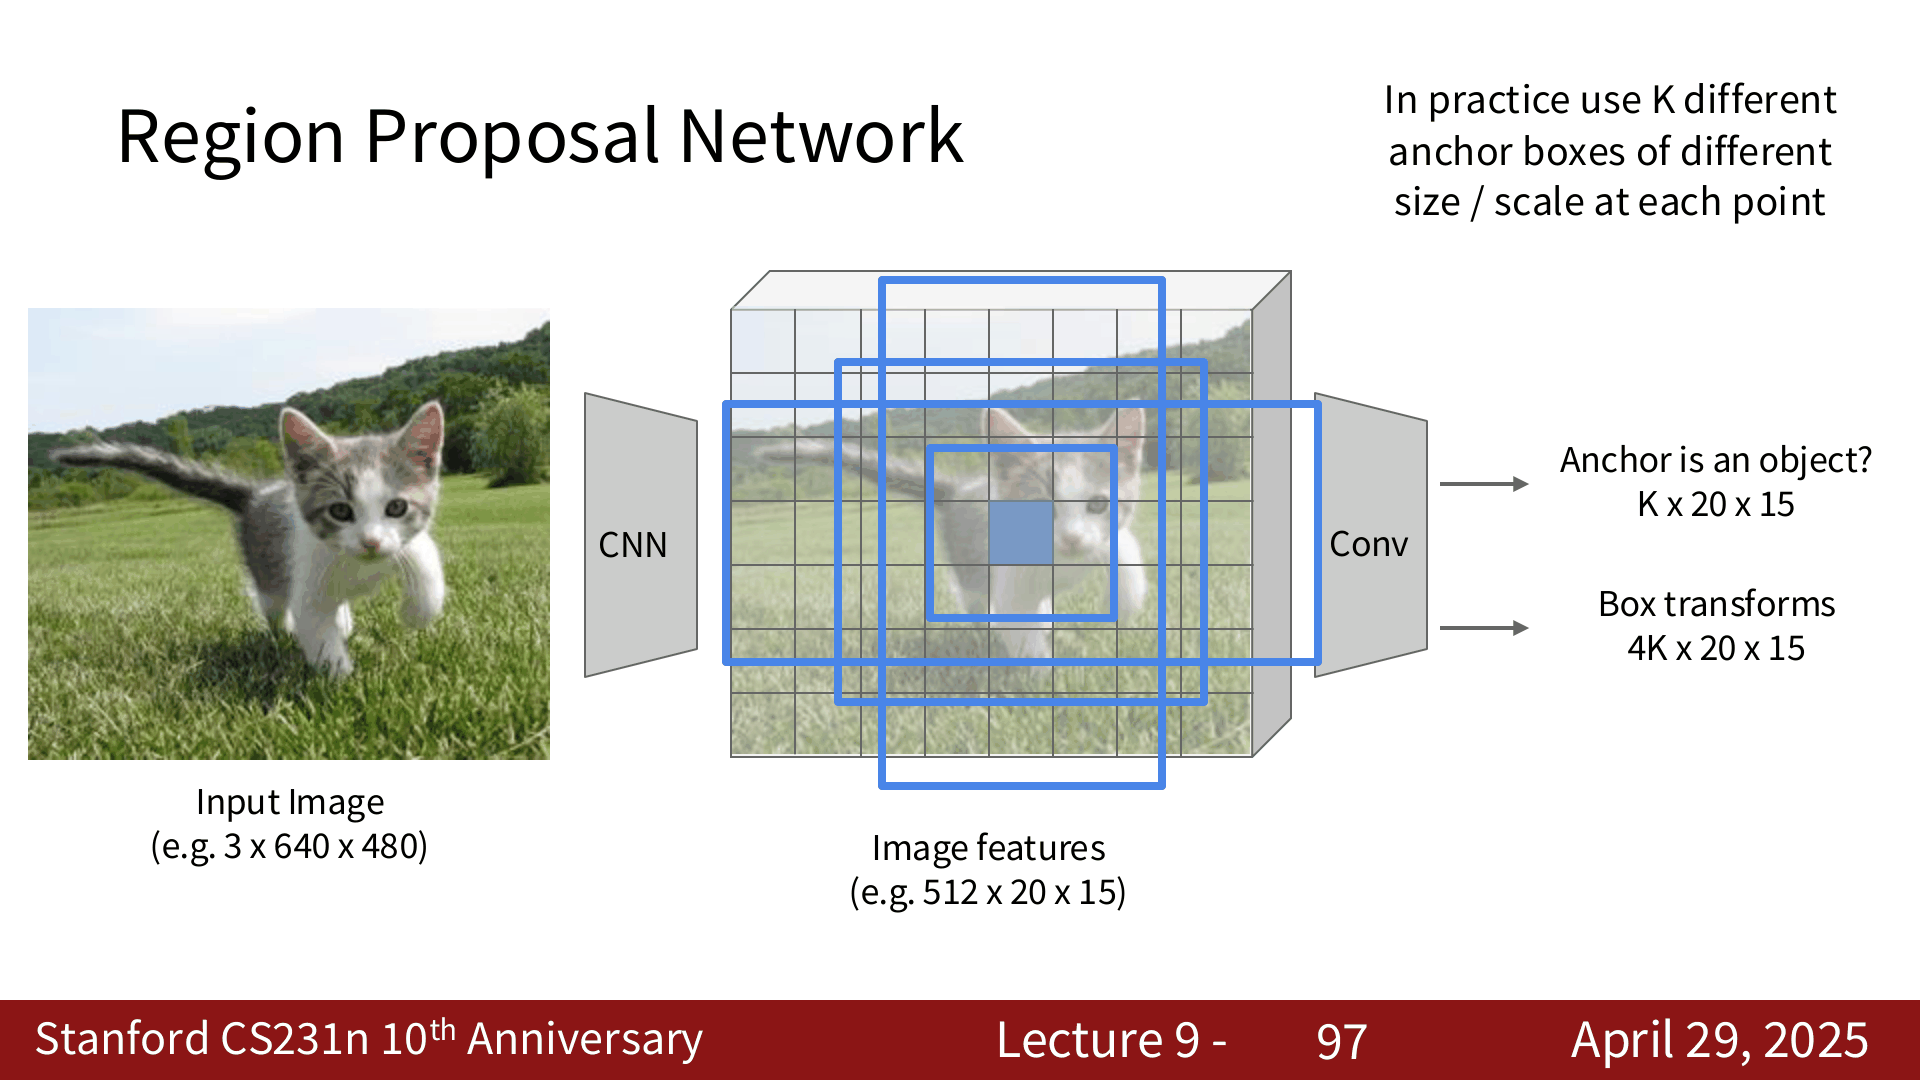 Region Proposal Network
In practice use K different
anchor boxes of different
size / scale at each point
CNN
Conv
Anchor is an object?
K x 20 x 15
Box transforms
4K x 20 x 15
Input Image
(e.g. 3 x 640 x 480)
Image features
(e.g. 512 x 20 x 15)
Stanford CS231n 10th Anniversary
Lecture 9 - 97
April 29, 2025